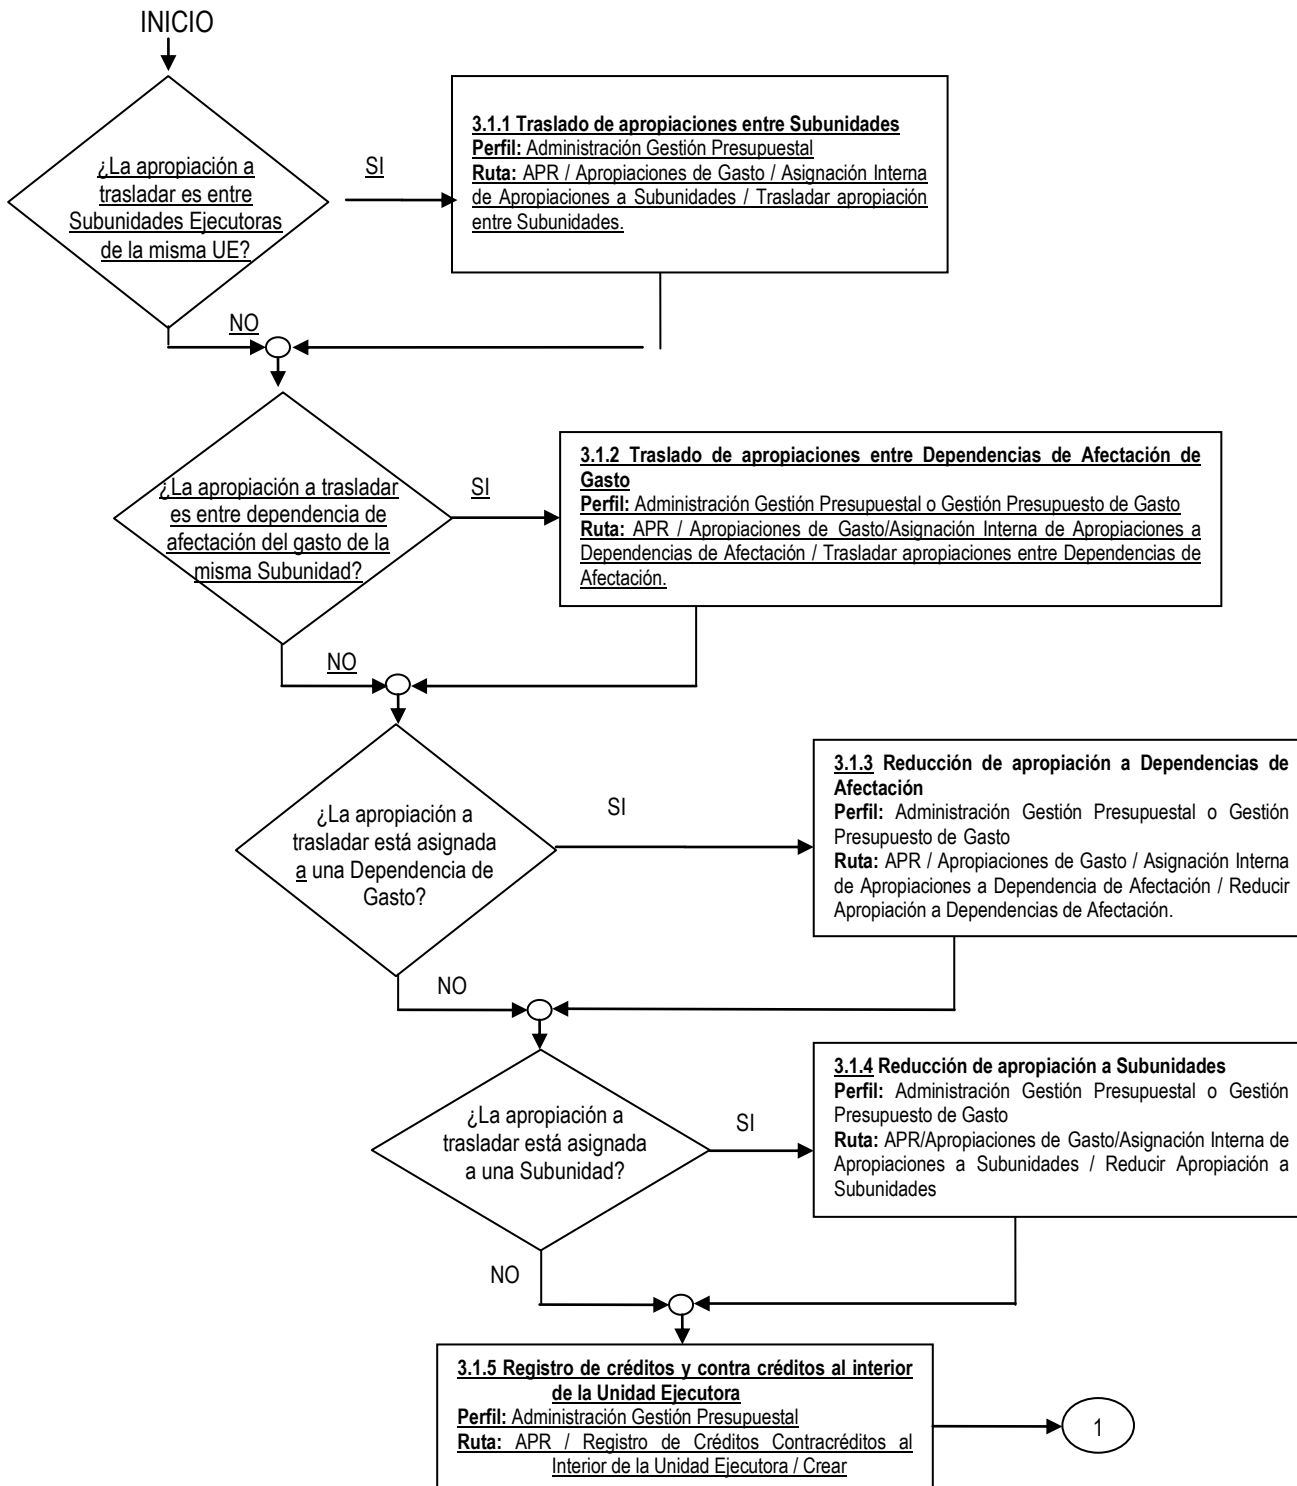 INICIO
¿La apropiación a
trasladar es entre
Subunidades Ejecutoras
de la misma UE?
SI
3.1.1 Traslado de apropiaciones entre Subunidades
Perfil: Administración Gestión Presupuestal
Ruta: APR / Apropiaciones de Gasto / Asignación Interna
de Apropiaciones a Subunidades / Trasladar apropiación
entre Subunidades.
NO
¿La apropiación a trasladar
es entre dependencia de
afectación del gasto de la
misma Subunidad?
SI
3.1.2 Traslado de apropiaciones entre Dependencias de Afectación de
Gasto
Perfil: Administración Gestión Presupuestal o Gestión Presupuesto de Gasto
Ruta: APR / Apropiaciones de Gasto/Asignación Interna de Apropiaciones a
Dependencias de Afectación / Trasladar apropiaciones entre Dependencias de
Afectación.
NO
¿La apropiación a
trasladar está asignada
a una Dependencia de
Gasto?
SI
3.1.3 Reducción de apropiación a Dependencias de
Afectación
Perfil: Administración Gestión Presupuestal o Gestión
Presupuesto de Gasto
Ruta: APR / Apropiaciones de Gasto / Asignación Interna
de Apropiaciones a Dependencia de Afectación / Reducir
Apropiación a Dependencias de Afectación.
NO
¿La apropiación a
trasladar está asignada
a una Subunidad?
SI
3.1.4 Reducción de apropiación a Subunidades
Perfil: Administración Gestión Presupuestal o Gestión
Presupuesto de Gasto
Ruta: APR/Apropiaciones de Gasto/Asignación Interna de
Apropiaciones a Subunidades / Reducir Apropiación a
Subunidades
NO
3.1.5 Registro de créditos y contra créditos al interior
de la Unidad Ejecutora
Perfil: Administración Gestión Presupuestal
Ruta: APR / Registro de Créditos Contracréditos al
Interior de la Unidad Ejecutora / Crear
1